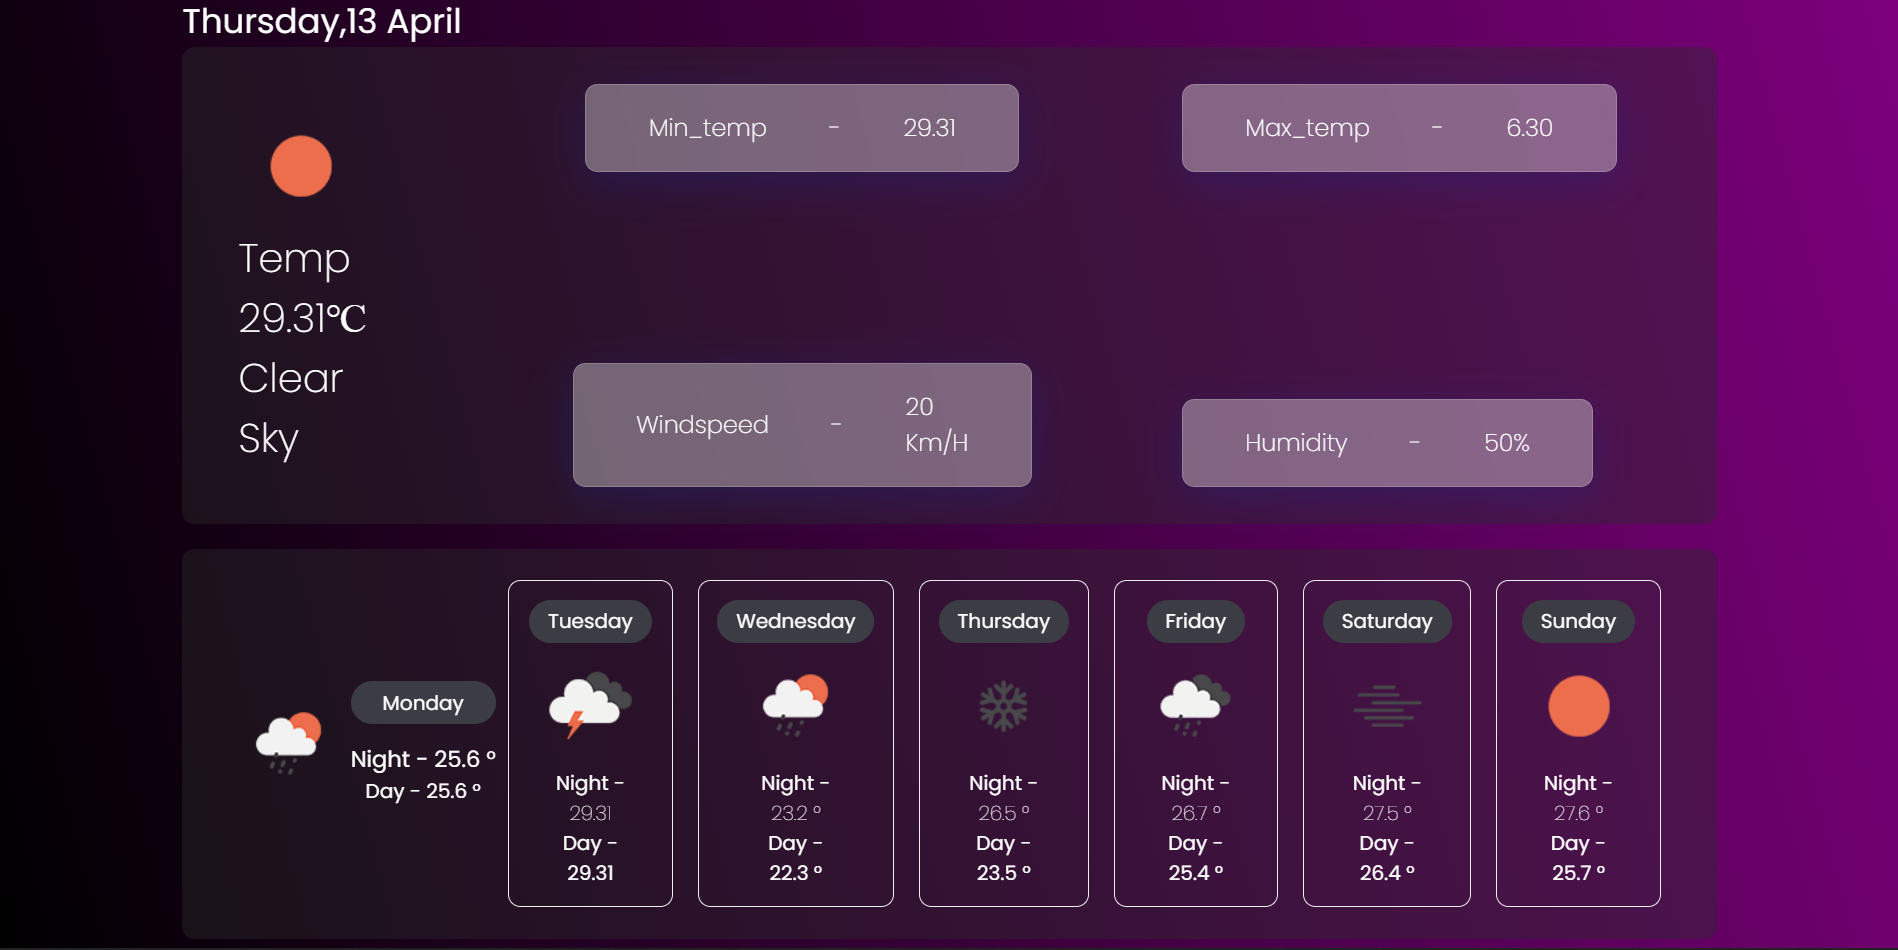 Thursday,13 April
Min_temp - 29.31
Max_temp - 6.30
Temp
29.31℃
Clear
Sky
Windspeed - 20
Km/H
Humidity - 50%
Monday
Night - 25.6 °
Day - 25.6 °
Tuesday
Night -
29.31
Day -
29.31
Wednesday
Night -
23.2 °
Day -
22.3 °
Thursday
Night -
26.5 °
Day -
23.5 °
Friday
Night -
26.7 °
Day -
25.4 °
Saturday
Night -
27.5 °
Day -
26.4 °
Sunday
Night -
27.6 °
Day -
25.7 °